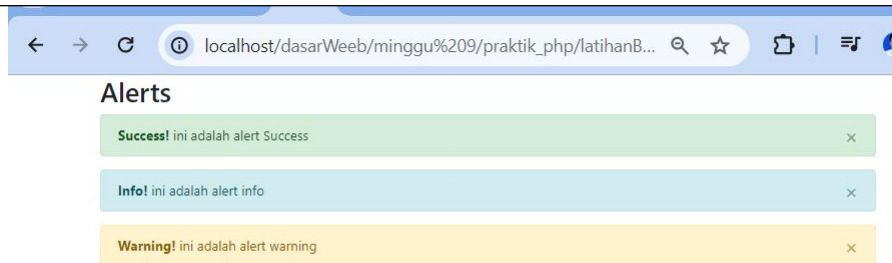 localhost/dasarWeeb/minggu%209/praktik_php/latihanB...
Alerts
Success! ini adalah alert Success ×
Info! ini adalah alert info ×
Warning! ini adalah alert warning ×